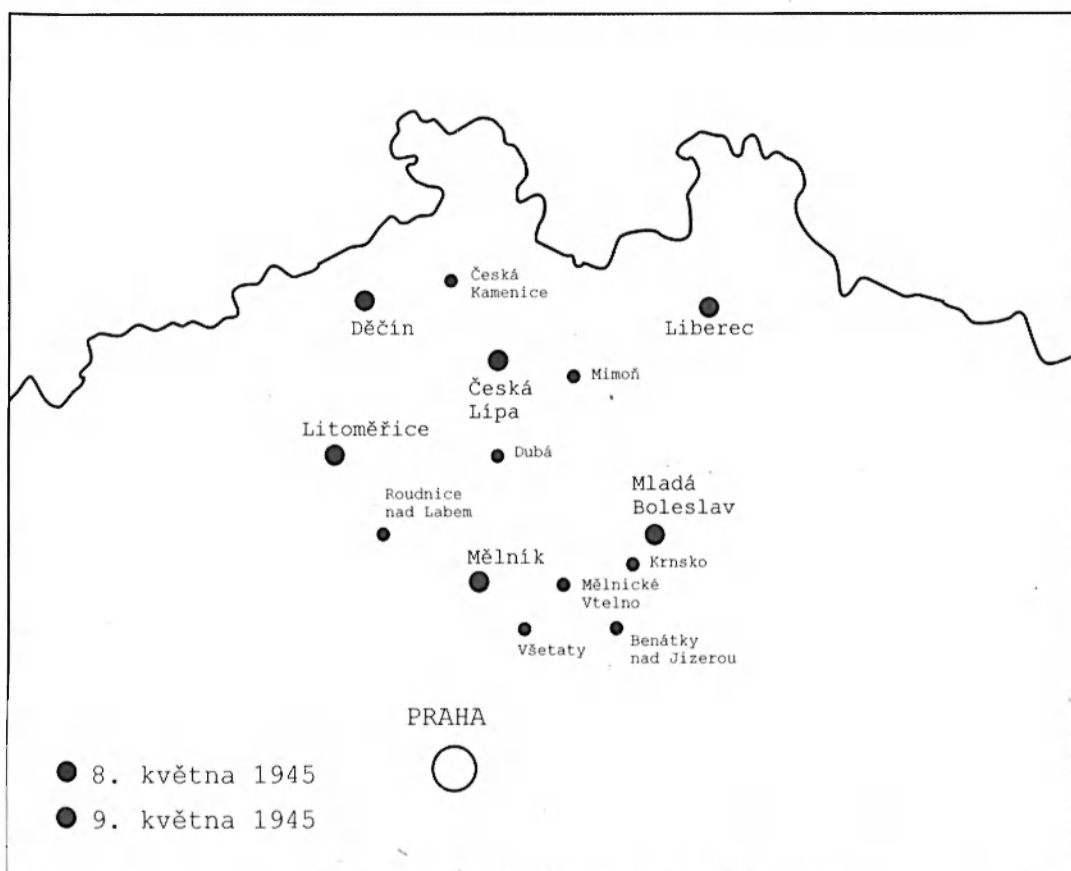 Česká
Kamenice
Děčín
Liberec
Česká
Lípa
Mimoň
Litoměřice
Dubá
Roudnice
nad Labem
Mladá
Boleslav
Mělník
Krnsko
Mělnické
Vtelno
Všetaty
Benátky
nad Jizerou
PRAHA
8. května 1945
9. května 1945